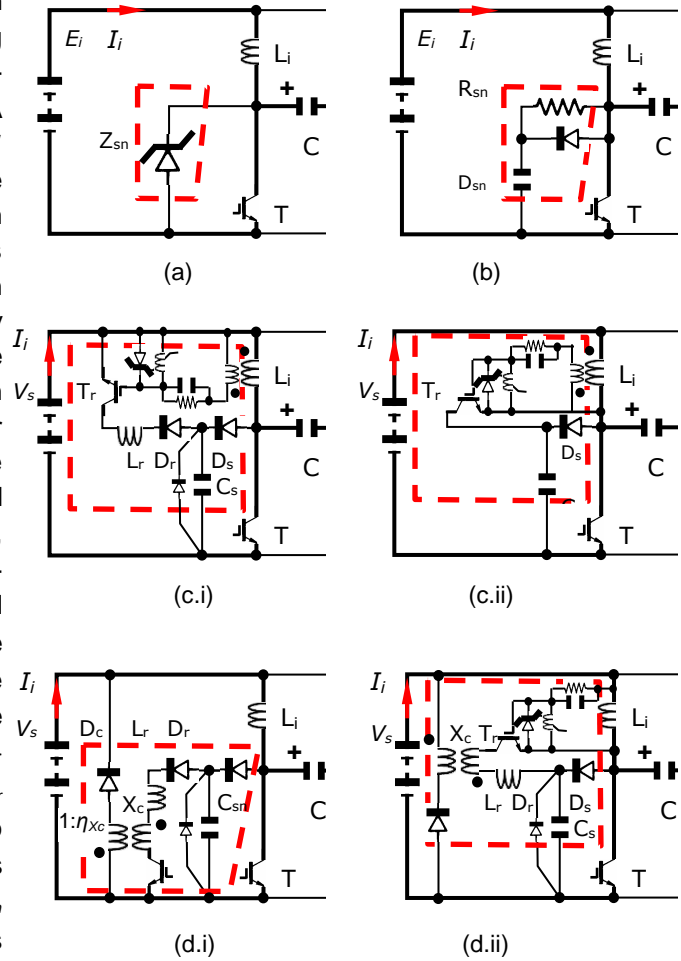 Ei Ii
Li
+
Zsn
C
T
(a)
Ei Ii
Li
+
Rsn
C
Dsn
T
(b)
Ii
Vs
Tr
Li
+
Lr Dr Ds
C
Cs
T
(c.i)
Ii
Vs
Tr
Li
+
Ds
C
T
(c.ii)
Ii
Vs
Dc Lr Dr
Li
+
Xc
Csn
C
1:ηXc
T
(d.i)
Ii
Vs
Xc Tr
Li
+
Lr Dr Ds
C
Cs
T
(d.ii)